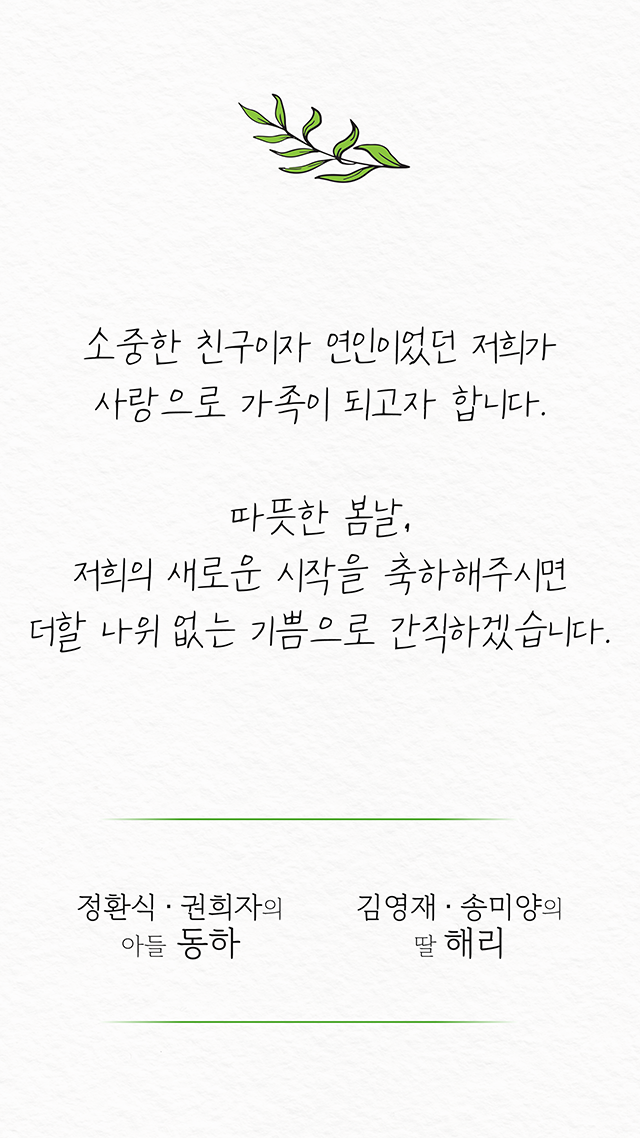 소중한 친구이자 연인이었던 저희가
사랑으로 가족이 되고자 합니다.
따뜻한 봄날,
저희의 새로운 시작을 축하해주시면
더할 나위 없는 기쁨으로 간직하겠습니다.
정환식 · 권희자의
아들 동하
김영재 · 송미양의
딸 해리